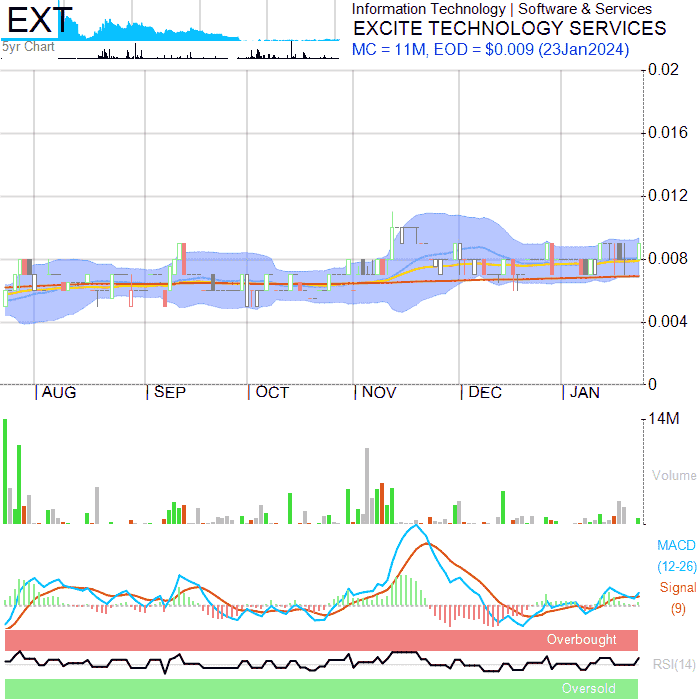 EXT
5yr Chart
Information Technology | Software & Services
EXCITE TECHNOLOGY SERVICES
MC = 11M, EOD = $0.009 (23Jan2024)
0.02
0.016
0.012
0.008
0.004
0
AUG SEP OCT NOV DEC JAN
14M
Volume
MACD
(12-26)
Signal
(9)
Overbought
RSI(14)
Oversold